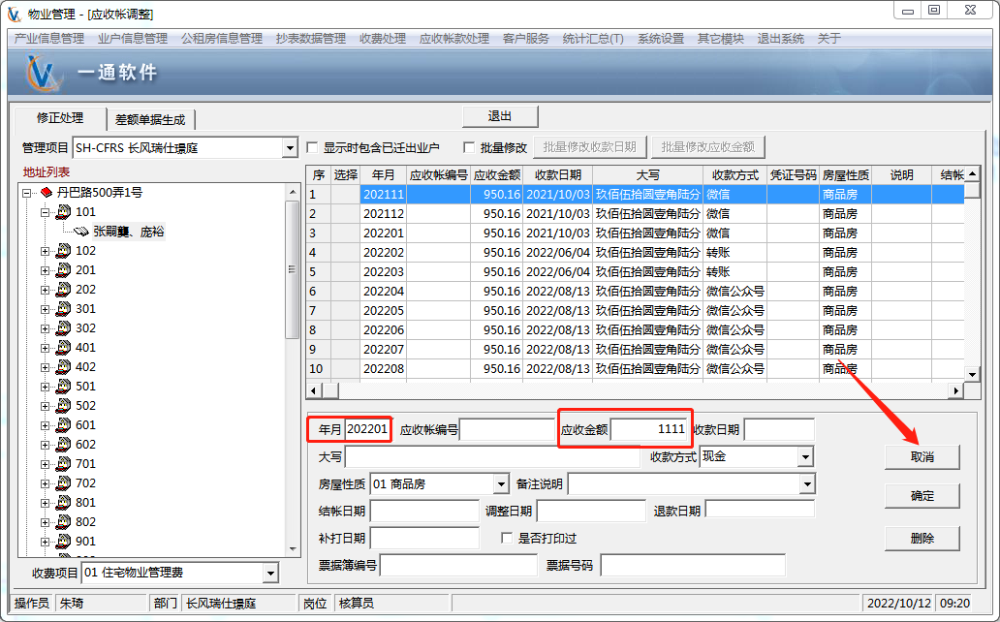 物业管理 - [应收帐调整]
产业信息管理 业户信息管理 公租房信息管理 抄表数据管理 收费处理 应收帐款处理 客户服务 统计汇总(T) 系统设置 其它模块 退出系统 关于
一通软件
修正处理 差额单据生成 退出
管理项目 SH-CFRS 长风瑞仕璟庭 显示时包含已迁出业户 批量修改 批量修改收款日期 批量修改应收金额
地址列表
丹巴路500弄1号
101
张嗣龑、庞裕
102
201
202
301
302
401
402
501
502
601
602
701
702
801
802
901
收费项目 01 住宅物业管理费
序 选择 年月 应收帐编号 应收金额 收款日期 大写 收款方式 凭证号码 房屋性质 说明 结帐
1 202111 950.16 2021/10/03 玖佰伍拾圆壹角陆分 微信 商品房
2 202112 950.16 2021/10/03 玖佰伍拾圆壹角陆分 微信 商品房
3 202201 950.16 2021/10/03 玖佰伍拾圆壹角陆分 微信 商品房
4 202202 950.16 2022/06/04 玖佰伍拾圆壹角陆分 转账 商品房
5 202203 950.16 2022/06/04 玖佰伍拾圆壹角陆分 转账 商品房
6 202204 950.16 2022/08/13 玖佰伍拾圆壹角陆分 微信公众号 商品房
7 202205 950.16 2022/08/13 玖佰伍拾圆壹角陆分 微信公众号 商品房
8 202206 950.16 2022/08/13 玖佰伍拾圆壹角陆分 微信公众号 商品房
9 202207 950.16 2022/08/13 玖佰伍拾圆壹角陆分 微信公众号 商品房
10 202208 950.16 2022/08/13 玖佰伍拾圆壹角陆分 微信公众号 商品房
年月 202201 应收帐编号 应收金额 1111 收款日期
大写 收款方式 现金 取消
房屋性质 01 商品房 备注说明 确定
结帐日期 调整日期 退款日期
补打日期 是否打印过 删除
票据簿编号 票据号码
操作员 朱琦 部门 长风瑞仕璟庭 岗位 核算员 2022/10/12 09:20